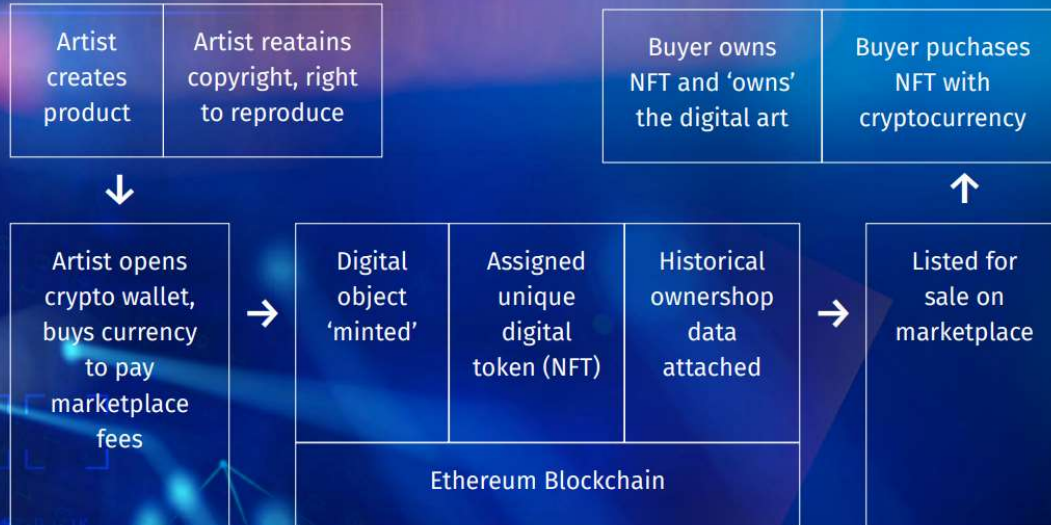 Artist
creates
product
Artist reatains
copyright, right
to reproduce
Buyer owns
NFT and ‘owns’
the digital art
Buyer puchases
NFT with
cryptocurrency
↓
↑
Artist opens
crypto wallet,
buys currency
to pay
marketplace
fees
→
Digital
object
‘minted’
Assigned
unique
digital
token (NFT)
Historical
ownershop
data
attached
Ethereum Blockchain
→
Listed for
sale on
marketplace